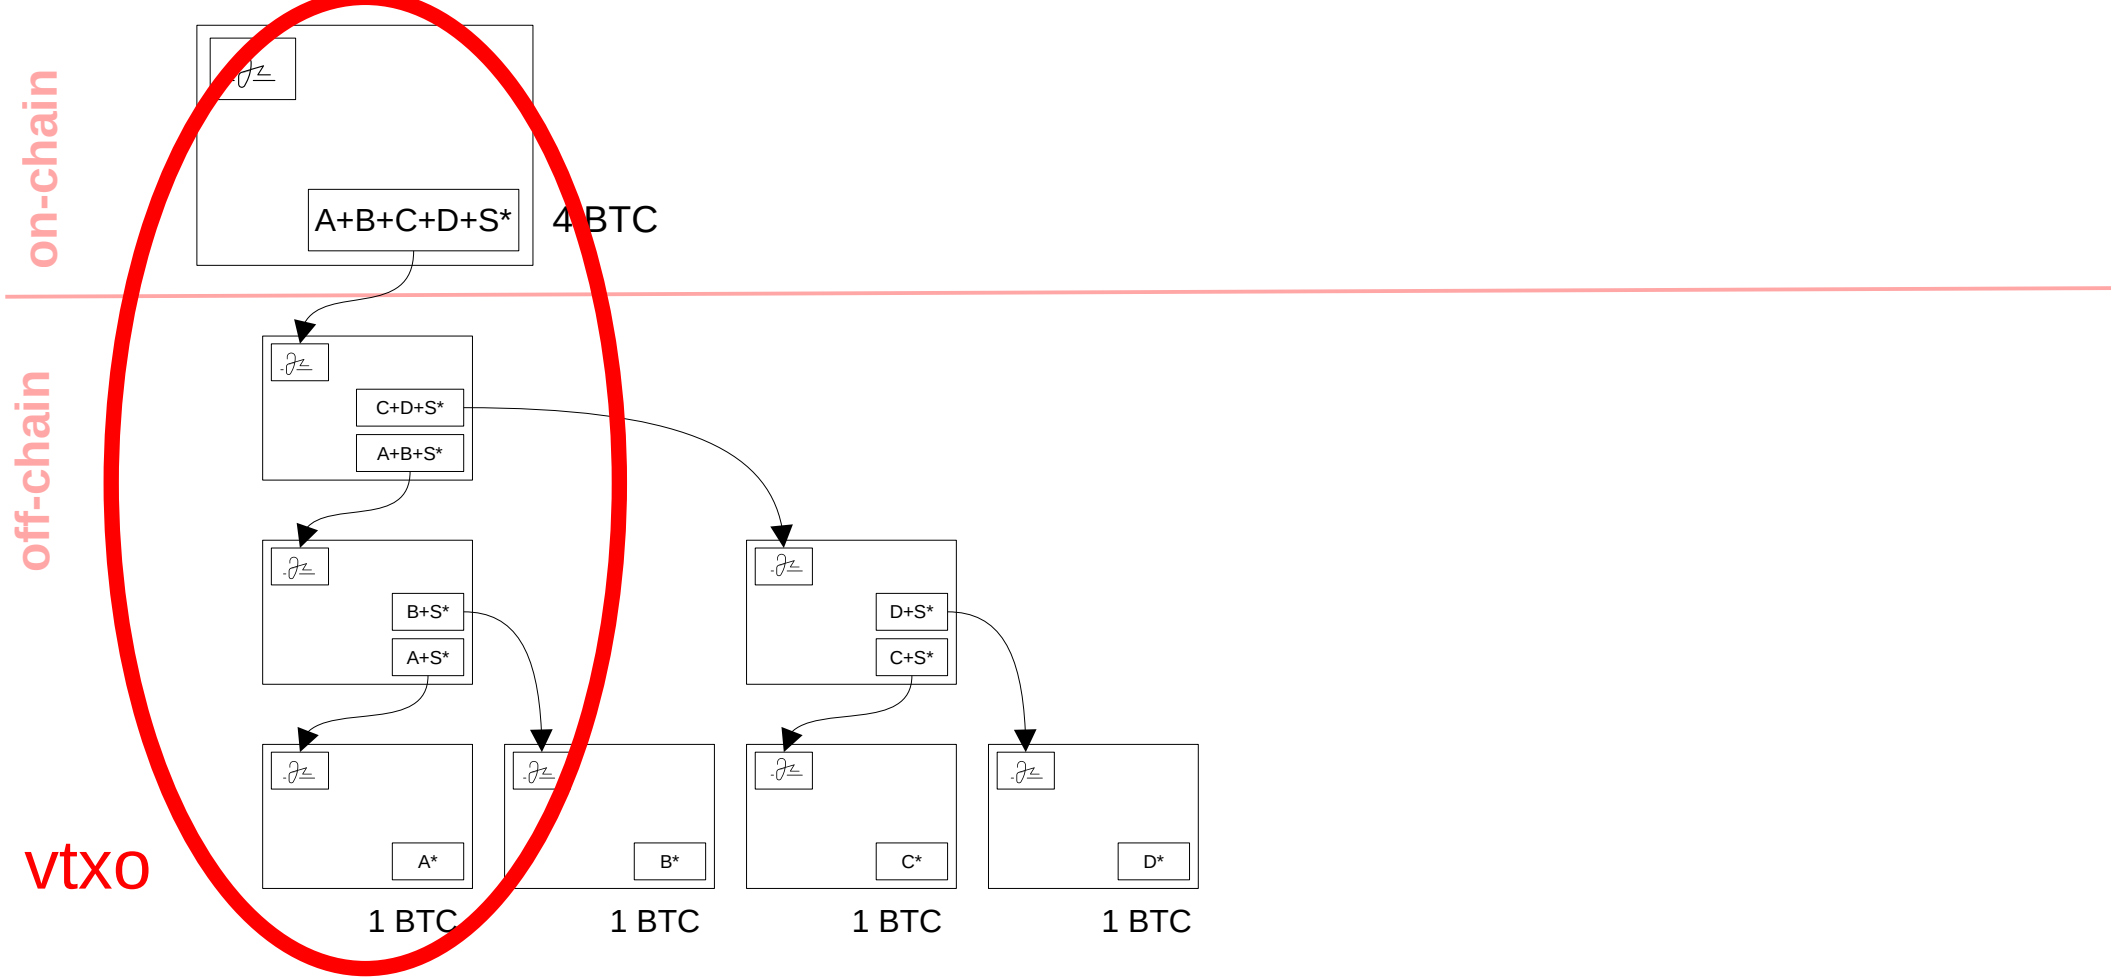 on-chain
A+B+C+D+S*
4 BTC
off-chain
C+D+S*
A+B+S*
B+S*
A+S*
D+S*
C+S*
vtxo
A*
B*
C*
D*
1 BTC
1 BTC
1 BTC
1 BTC